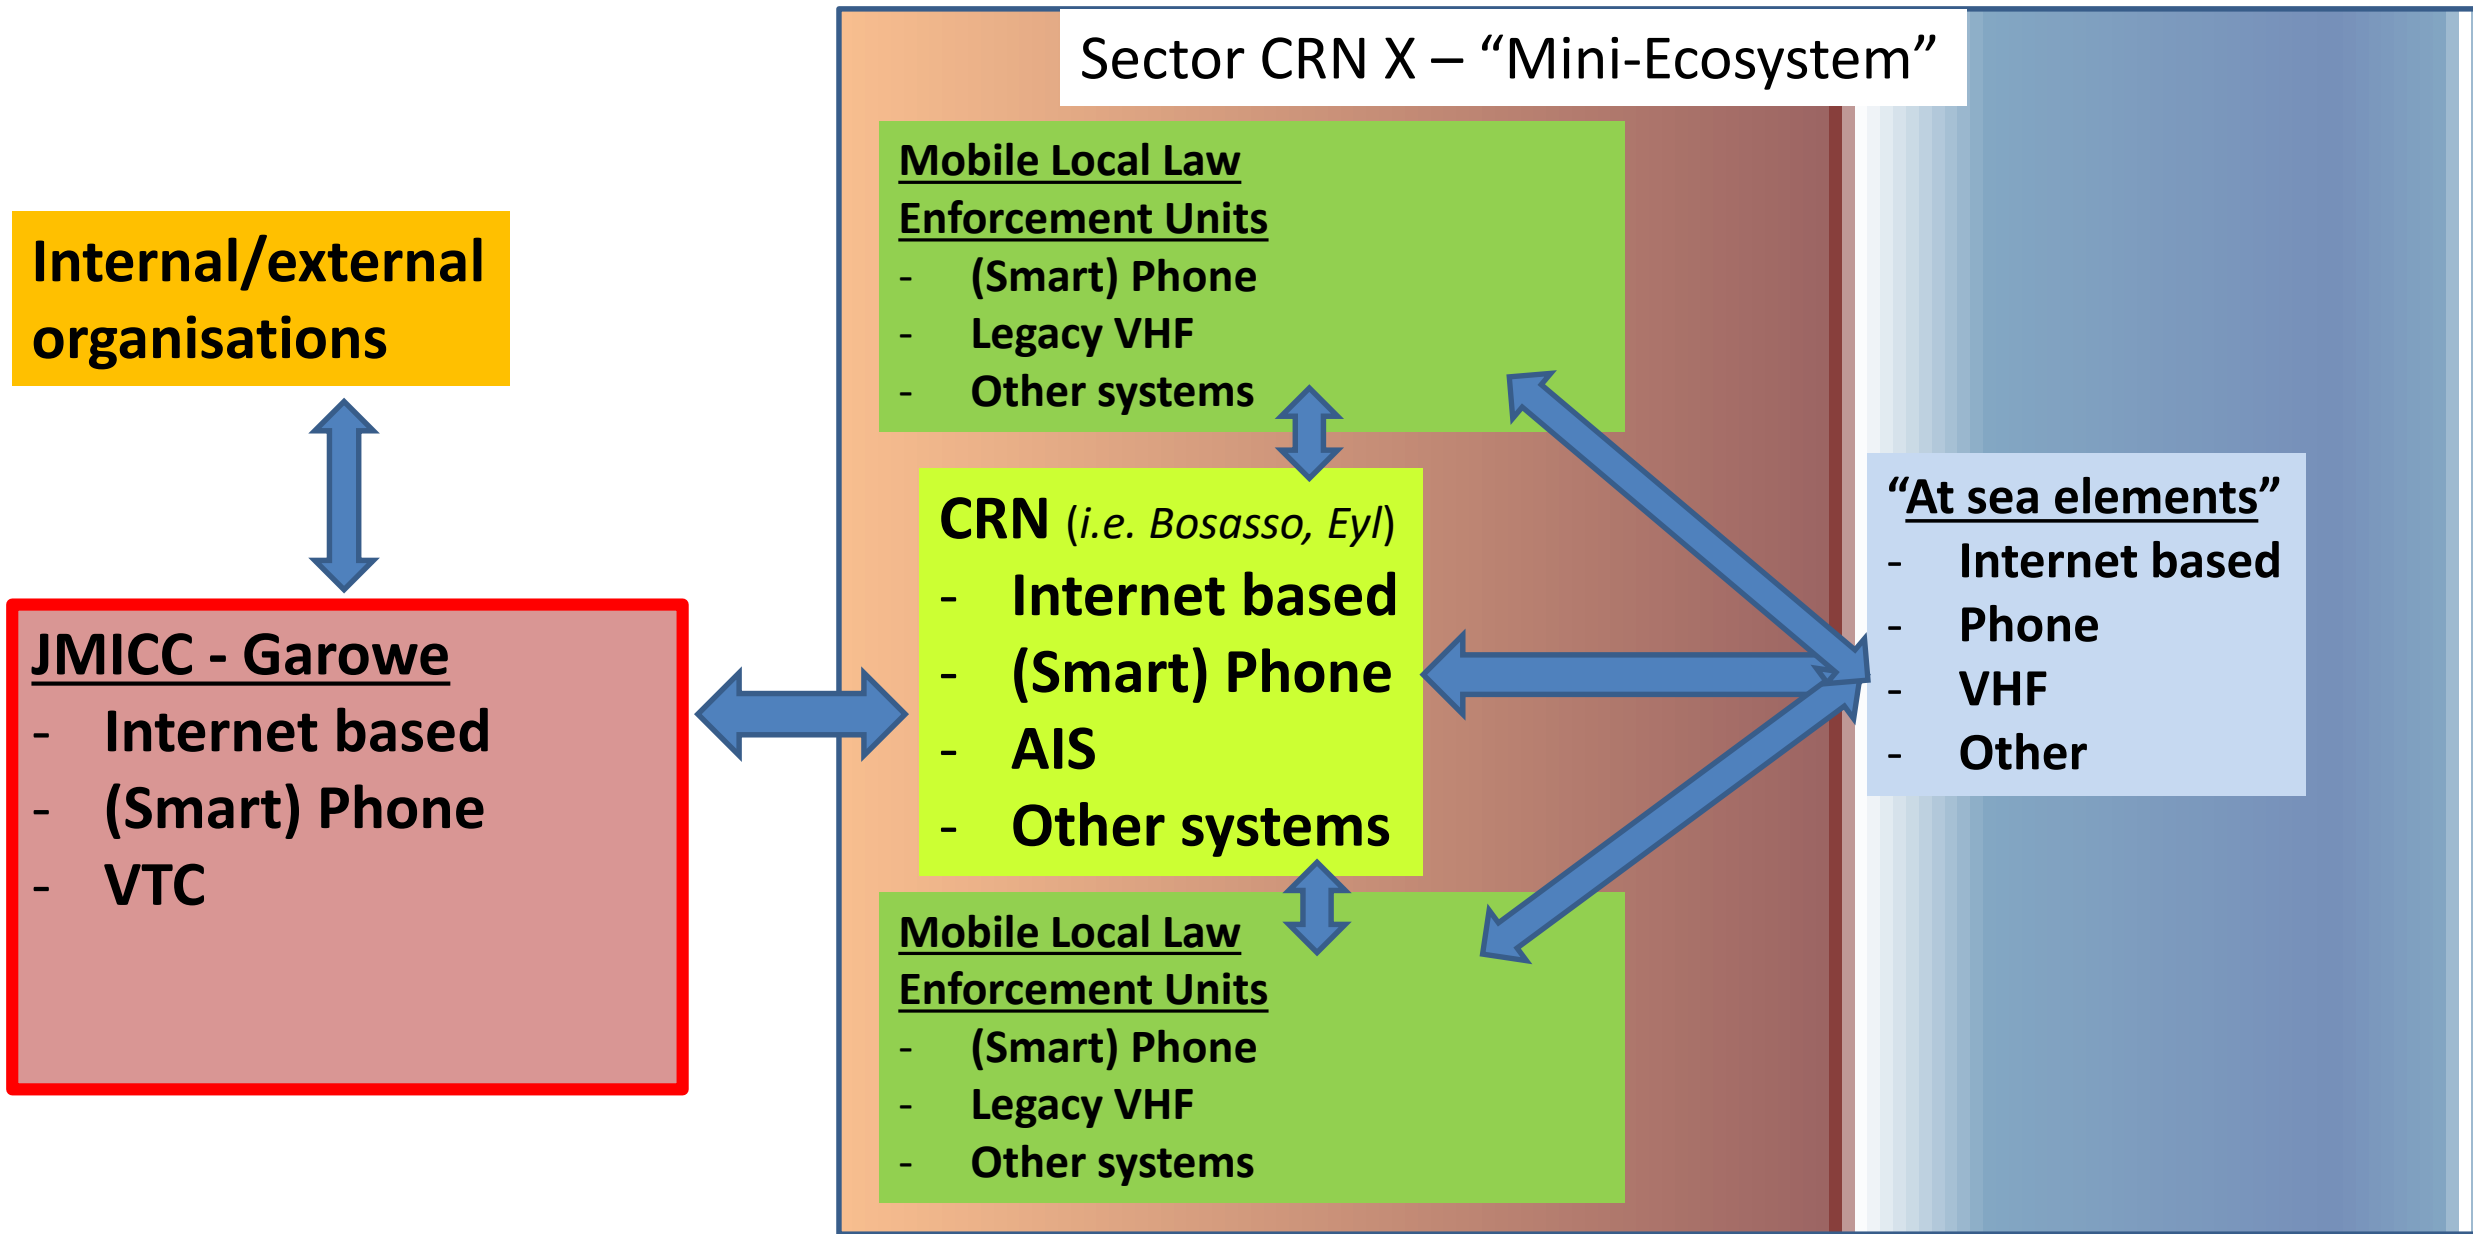 Sector CRN X – “Mini-Ecosystem”
Internal/external
organisations
JMICC - Garowe
- Internet based
- (Smart) Phone
- VTC
Mobile Local Law
Enforcement Units
- (Smart) Phone
- Legacy VHF
- Other systems
CRN (i.e. Bosasso, Eyl)
- Internet based
- (Smart) Phone
- AIS
- Other systems
Mobile Local Law
Enforcement Units
- (Smart) Phone
- Legacy VHF
- Other systems
“At sea elements”
- Internet based
- Phone
- VHF
- Other